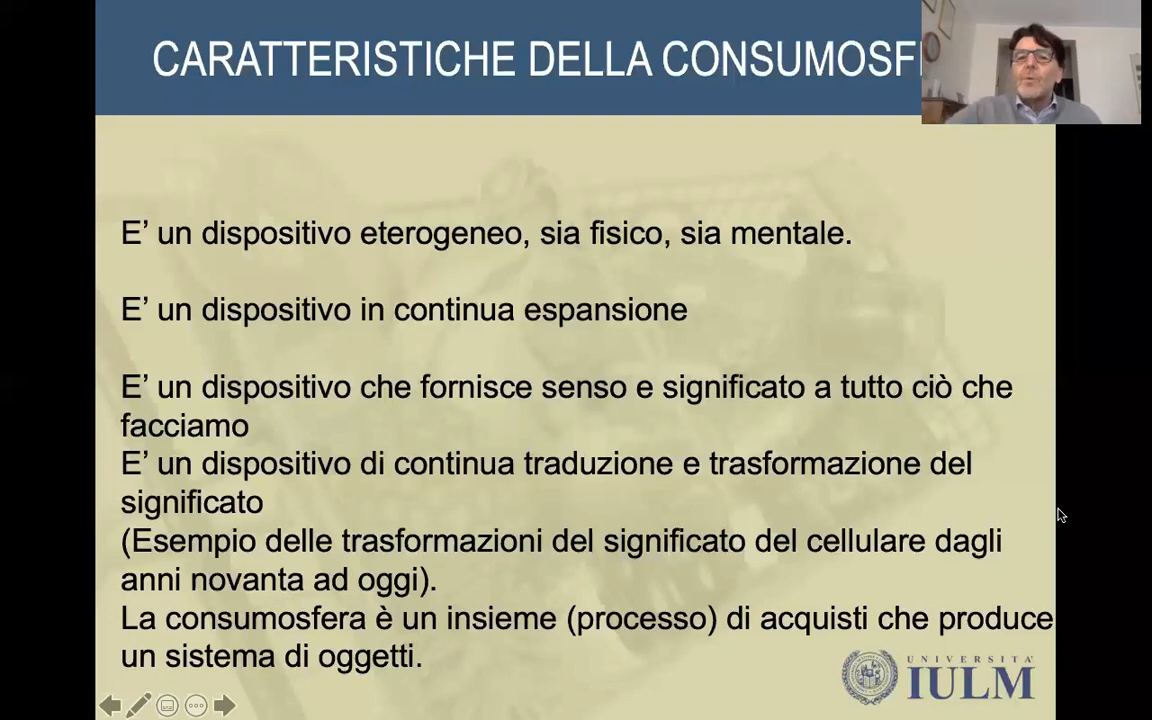 CARATTERISTICHE DELLA CONSUMOSF
E’ un dispositivo eterogeneo, sia fisico, sia mentale.
E’ un dispositivo in continua espansione
E’ un dispositivo che fornisce senso e significato a tutto ciò che
facciamo
E’ un dispositivo di continua traduzione e trasformazione del
significato
(Esempio delle trasformazioni del significato del cellulare dagli
anni novanta ad oggi).
La consumosfera è un insieme (processo) di acquisti che produce
un sistema di oggetti.
UNIVERSITA'
IULM